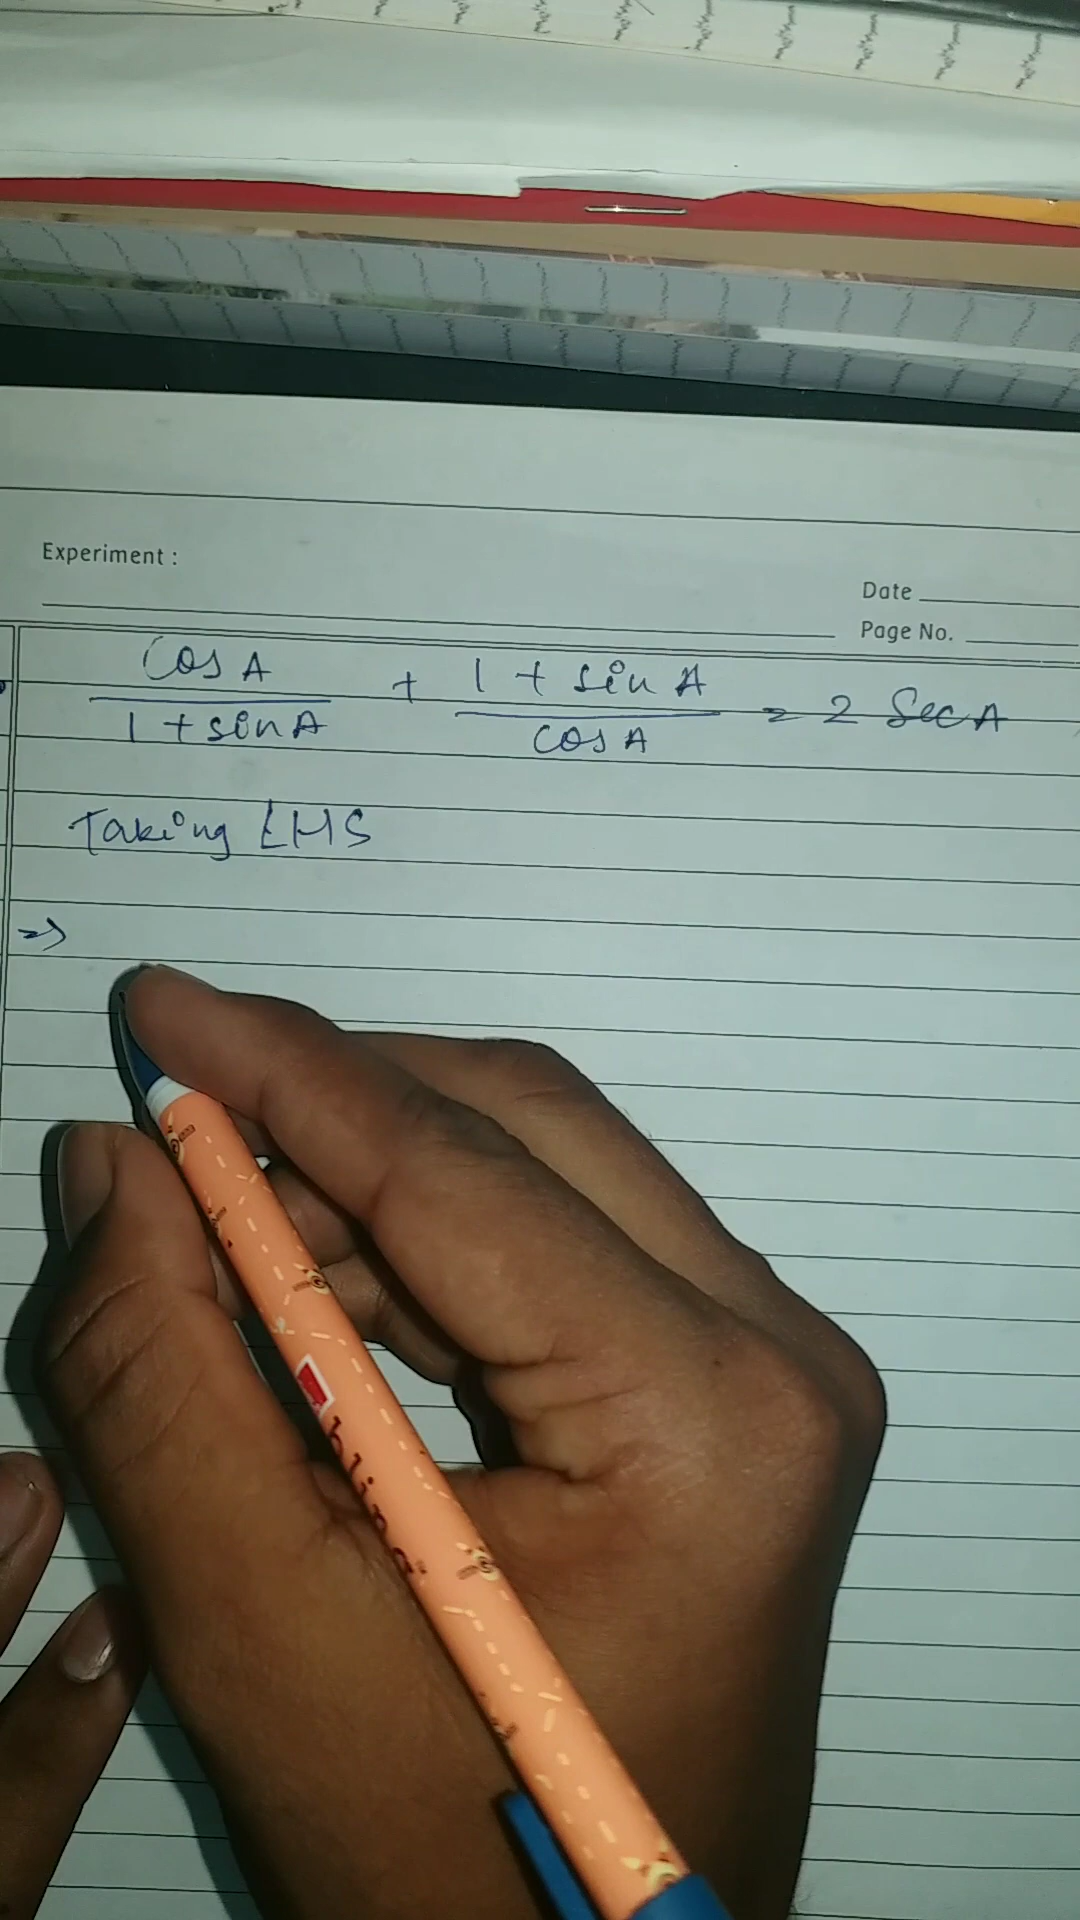 Experiment :
Date
Page No.
Cos A / 1 + sin A + 1 + sin A / cos A = 2 Sec A
Taking LHS
=>